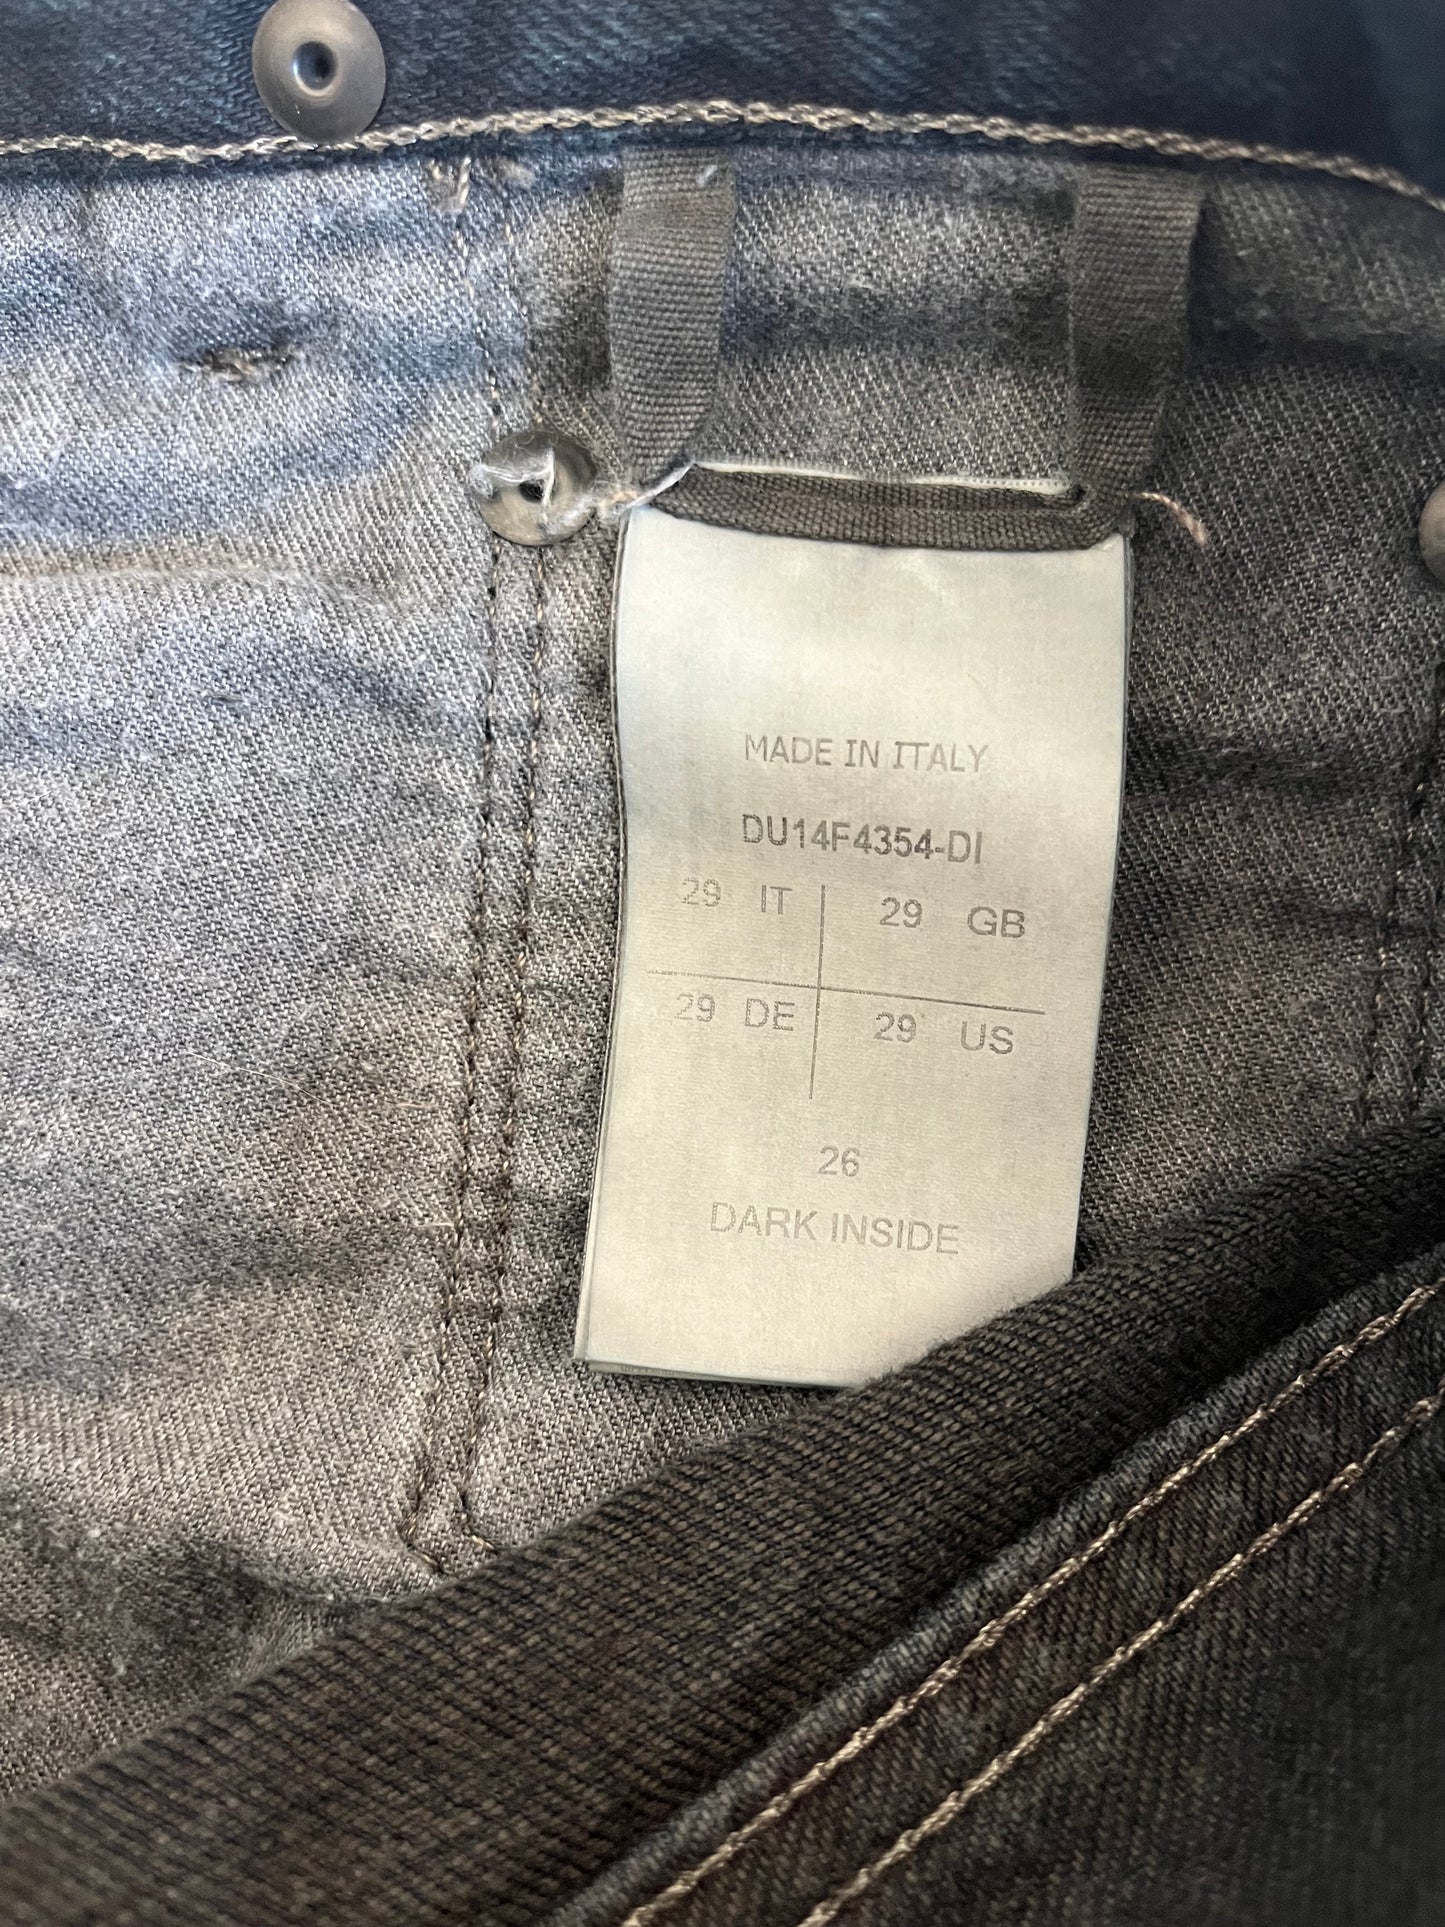 MADE IN ITALY
DU14F4354-DI
29 IT 29 GB
29 DE 29 US
26
DARK INSIDE